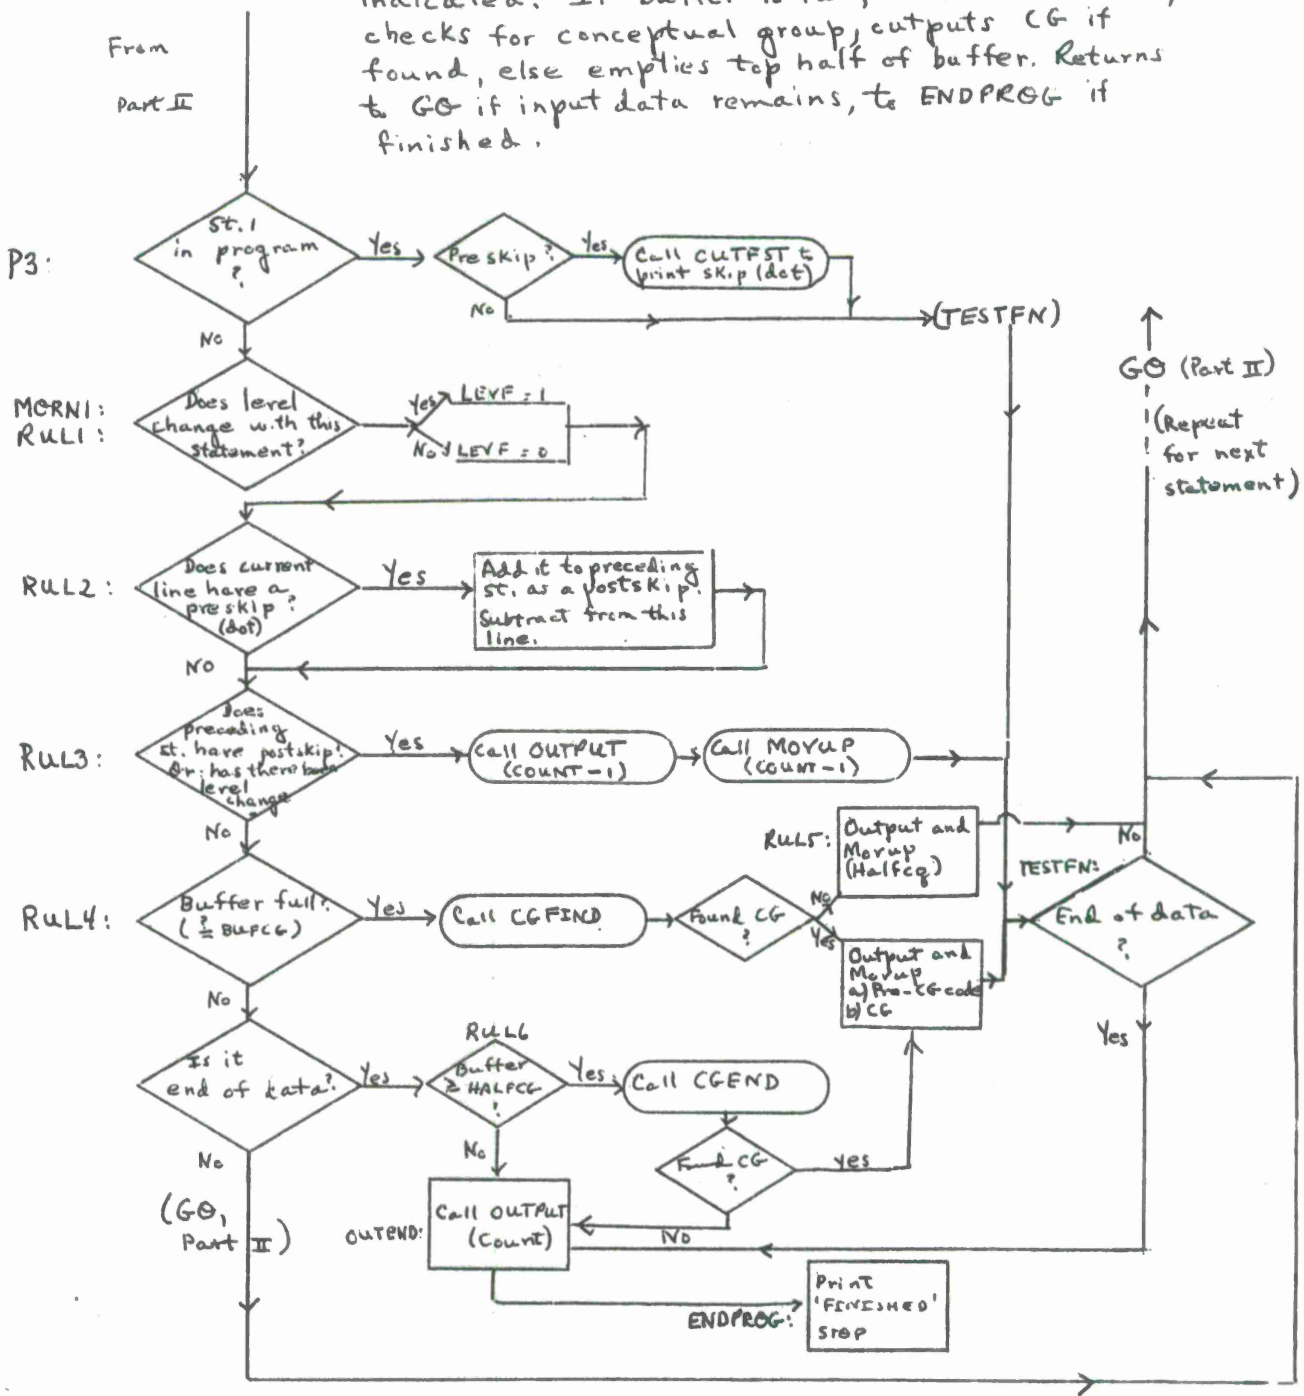 checks for conceptual group, outputs CG if
found, else empties top half of buffer. Returns
to GO if input data remains, to ENDPROG if
finished.
From
Part II
P3:
St. 1
in program
?
Yes
Preskip?
Yes
Call OUTFST to
print skip (dot)
No
(TESTFN)
No
GO (Part II)
(Repeat
for next
statement)
MORN1:
RUL1:
Does level
change with this
statement?
Yes
LEVF = 1
No
LEVF = 0
RUL2:
Does current
line have a
preskip?
(dot)
Yes
Add it to preceding
st. as a postskip.
Subtract from this
line.
No
RUL3:
Does
preceding
st. have postskip?
Or: has there been
level
change
Yes
Call OUTPUT
(COUNT-1)
Call MOVUP
(COUNT-1)
No
RUL4:
Buffer full?
(≟ BUFCG)
Yes
Call CGFIND
Found CG
?
No
RUL5:
Output and
Movup
(Halfcg)
Yes
Output and
Movup
a) Pre-CG code
b) CG
TESTFN:
End of data
?
No
Yes
No
Is it
end of data?
Yes
RUL6
Buffer
≥ HALFCG
?
Yes
Call CGEND
Found CG
?
yes
No
No
OUTEND:
Call OUTPUT
(Count)
No
(GO,
Part II)
ENDPROG:
Print
'FINISHED'
STOP